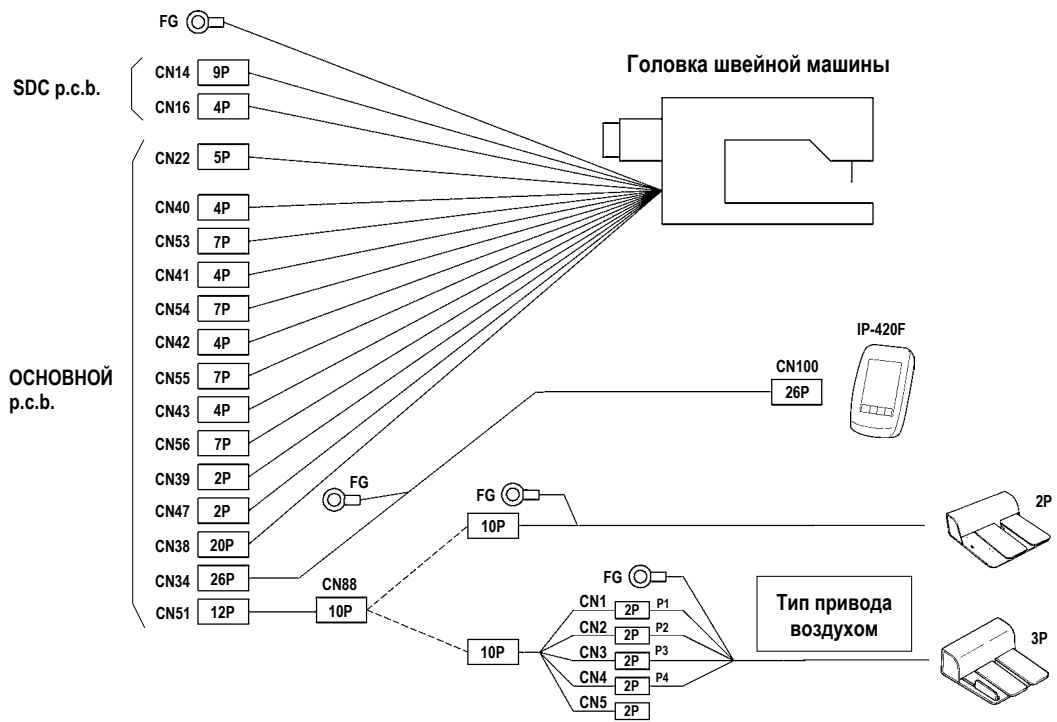 FG
SDC p.c.b.
CN14 9P
CN16 4P
Головка швейной машины
CN22 5P
CN40 4P
CN53 7P
CN41 4P
CN54 7P
CN42 4P
CN55 7P
CN43 4P
CN56 7P
CN39 2P
CN47 2P
CN38 20P
CN34 26P
CN51 12P
ОСНОВНОЙ
p.c.b.
IP-420F
CN100
26P
FG
CN88
10P
FG
10P
2P
FG
10P
CN1 2P P1
CN2 2P P2
CN3 2P P3
CN4 2P P4
CN5 2P
Тип привода
воздухом
3P